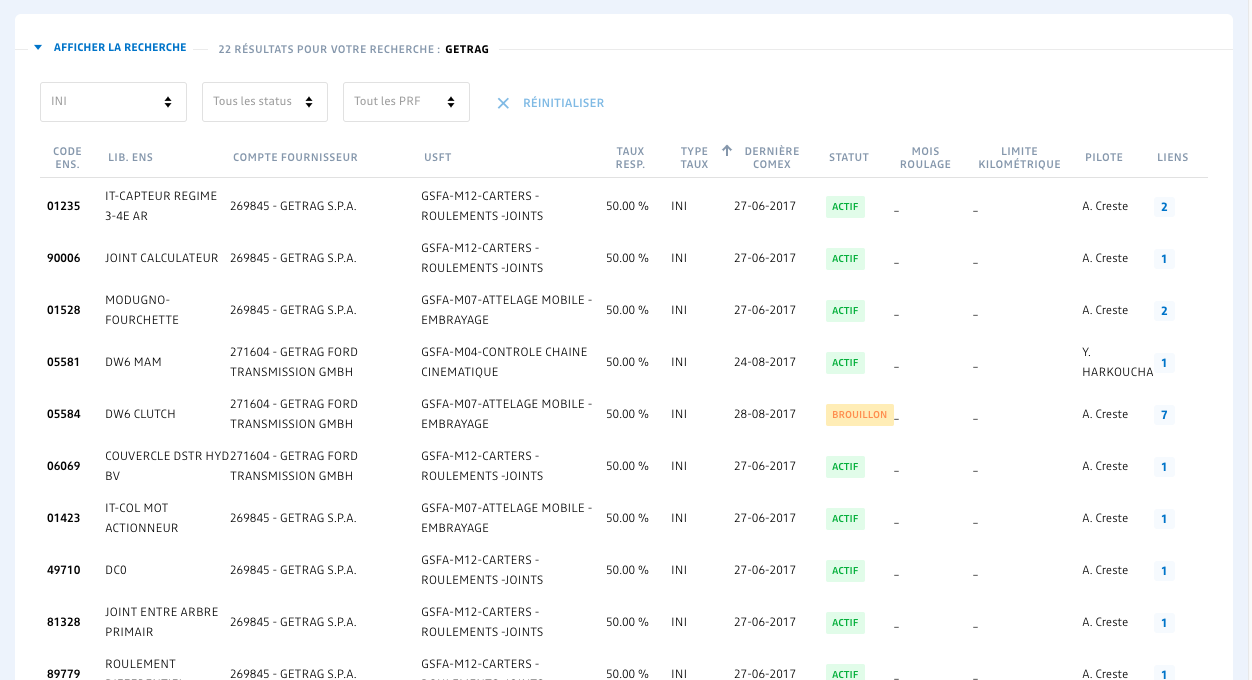 AFFICHER LA RECHERCHE 22 RÉSULTATS POUR VOTRE RECHERCHE : GETRAG
INI Tous les status Tout les PRF RÉINITIALISER
CODE ENS. LIB. ENS COMPTE FOURNISSEUR USFT TAUX RESP. TYPE TAUX DERNIÈRE COMEX STATUT MOIS ROULAGE LIMITE KILOMÉTRIQUE PILOTE LIENS
01235 IT-CAPTEUR REGIME 3-4E AR 269845 - GETRAG S.P.A. GSFA-M12-CARTERS - ROULEMENTS -JOINTS 50.00 % INI 27-06-2017 ACTIF _ _ A. Creste 2
90006 JOINT CALCULATEUR 269845 - GETRAG S.P.A. GSFA-M12-CARTERS - ROULEMENTS -JOINTS 50.00 % INI 27-06-2017 ACTIF _ _ A. Creste 1
01528 MODUGNO-FOURCHETTE 269845 - GETRAG S.P.A. GSFA-M07-ATTELAGE MOBILE - EMBRAYAGE 50.00 % INI 27-06-2017 ACTIF _ _ A. Creste 2
05581 DW6 MAM 271604 - GETRAG FORD TRANSMISSION GMBH GSFA-M04-CONTROLE CHAINE CINEMATIQUE 50.00 % INI 24-08-2017 ACTIF _ _ Y. HARKOUCHA 1
05584 DW6 CLUTCH 271604 - GETRAG FORD TRANSMISSION GMBH GSFA-M07-ATTELAGE MOBILE - EMBRAYAGE 50.00 % INI 28-08-2017 BROUILLON _ _ A. Creste 7
06069 COUVERCLE DSTR HYD BV 271604 - GETRAG FORD TRANSMISSION GMBH GSFA-M12-CARTERS - ROULEMENTS -JOINTS 50.00 % INI 27-06-2017 ACTIF _ _ A. Creste 1
01423 IT-COL MOT ACTIONNEUR 269845 - GETRAG S.P.A. GSFA-M07-ATTELAGE MOBILE - EMBRAYAGE 50.00 % INI 27-06-2017 ACTIF _ _ A. Creste 1
49710 DC0 269845 - GETRAG S.P.A. GSFA-M12-CARTERS - ROULEMENTS -JOINTS 50.00 % INI 27-06-2017 ACTIF _ _ A. Creste 1
81328 JOINT ENTRE ARBRE PRIMAIR 269845 - GETRAG S.P.A. GSFA-M12-CARTERS - ROULEMENTS -JOINTS 50.00 % INI 27-06-2017 ACTIF _ _ A. Creste 1
89779 ROULEMENT 269845 - GETRAG S.P.A. GSFA-M12-CARTERS - 50.00 % INI 27-06-2017 ACTIF _ _ A. Creste 1